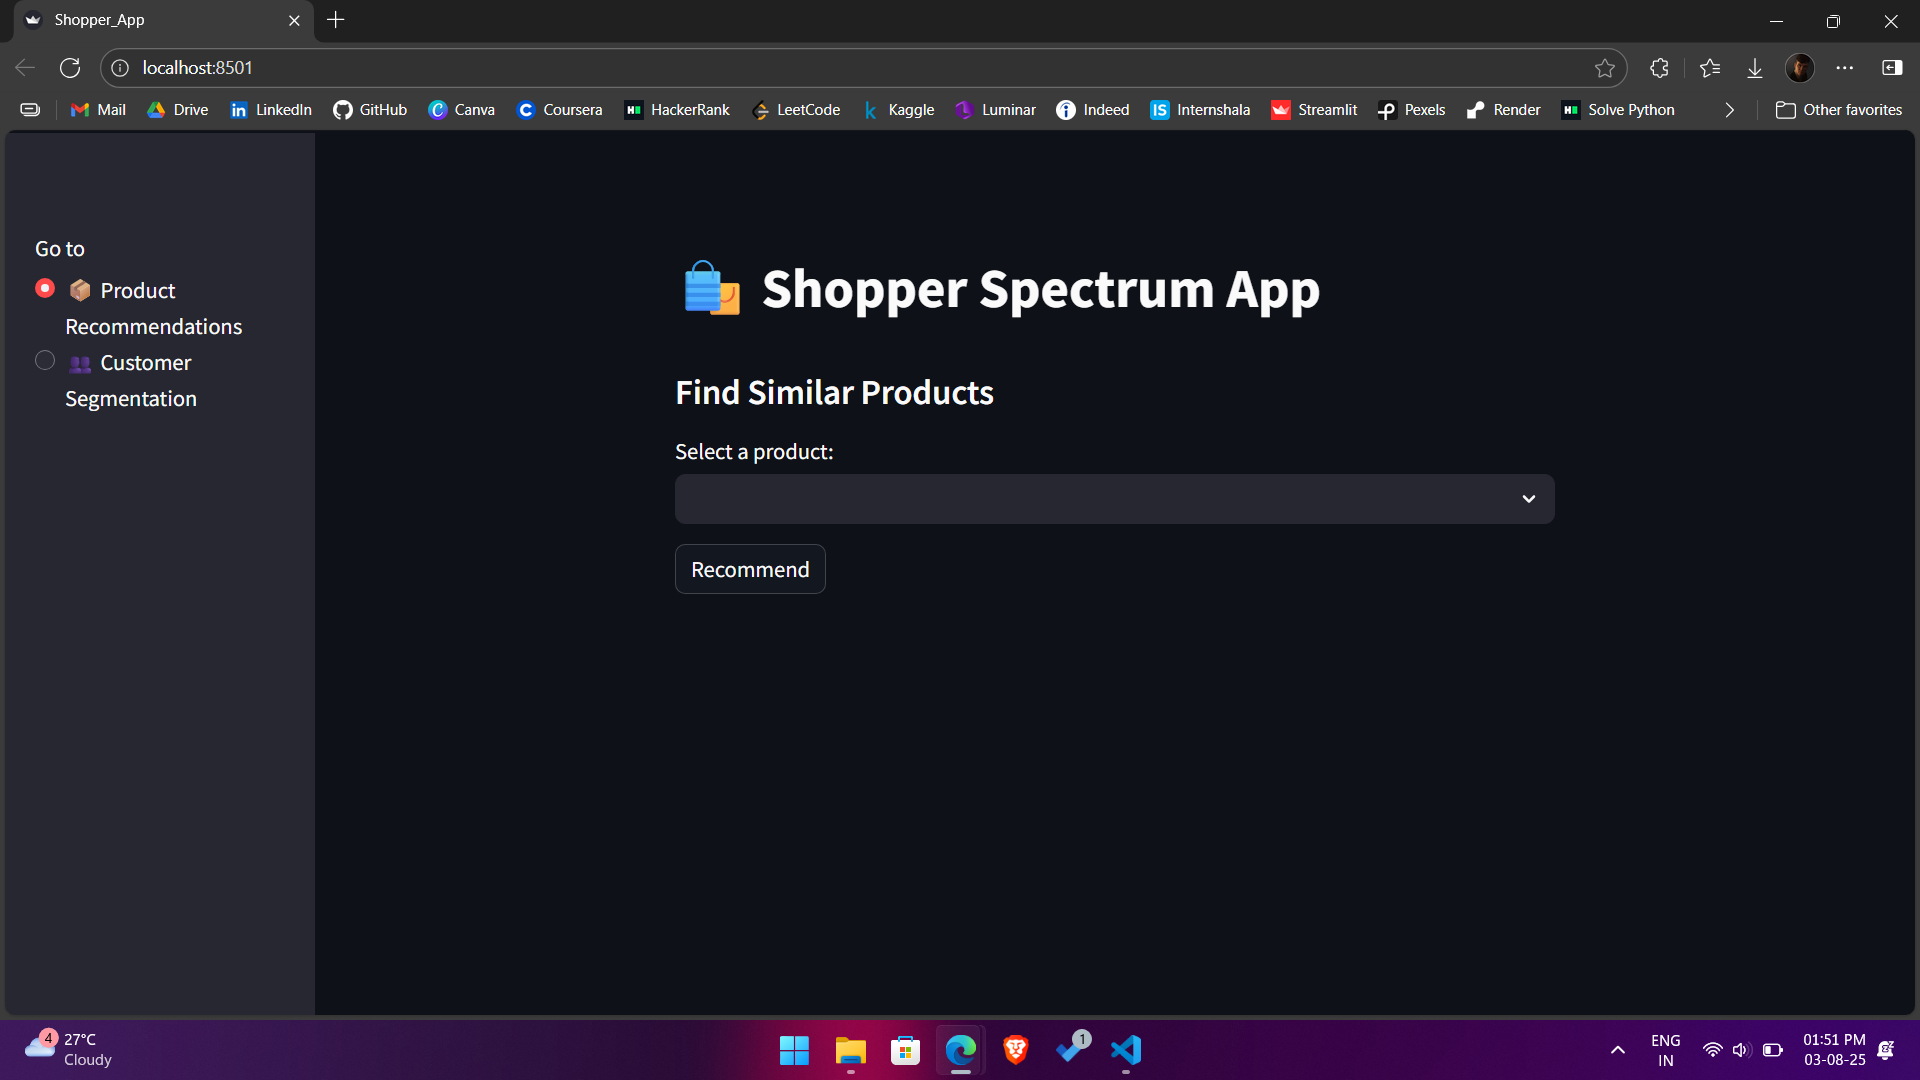 Shopper_App
localhost:8501
Mail
Drive
LinkedIn
GitHub
Canva
Coursera
HackerRank
LeetCode
Kaggle
Luminar
Indeed
Internshala
Streamlit
Pexels
Render
Solve Python
Other favorites
Go to
Product
Recommendations
Customer
Segmentation
Shopper Spectrum App
Find Similar Products
Select a product:
Recommend
4
27°C
Cloudy
1
ENG
IN
01:51 PM
03-08-25